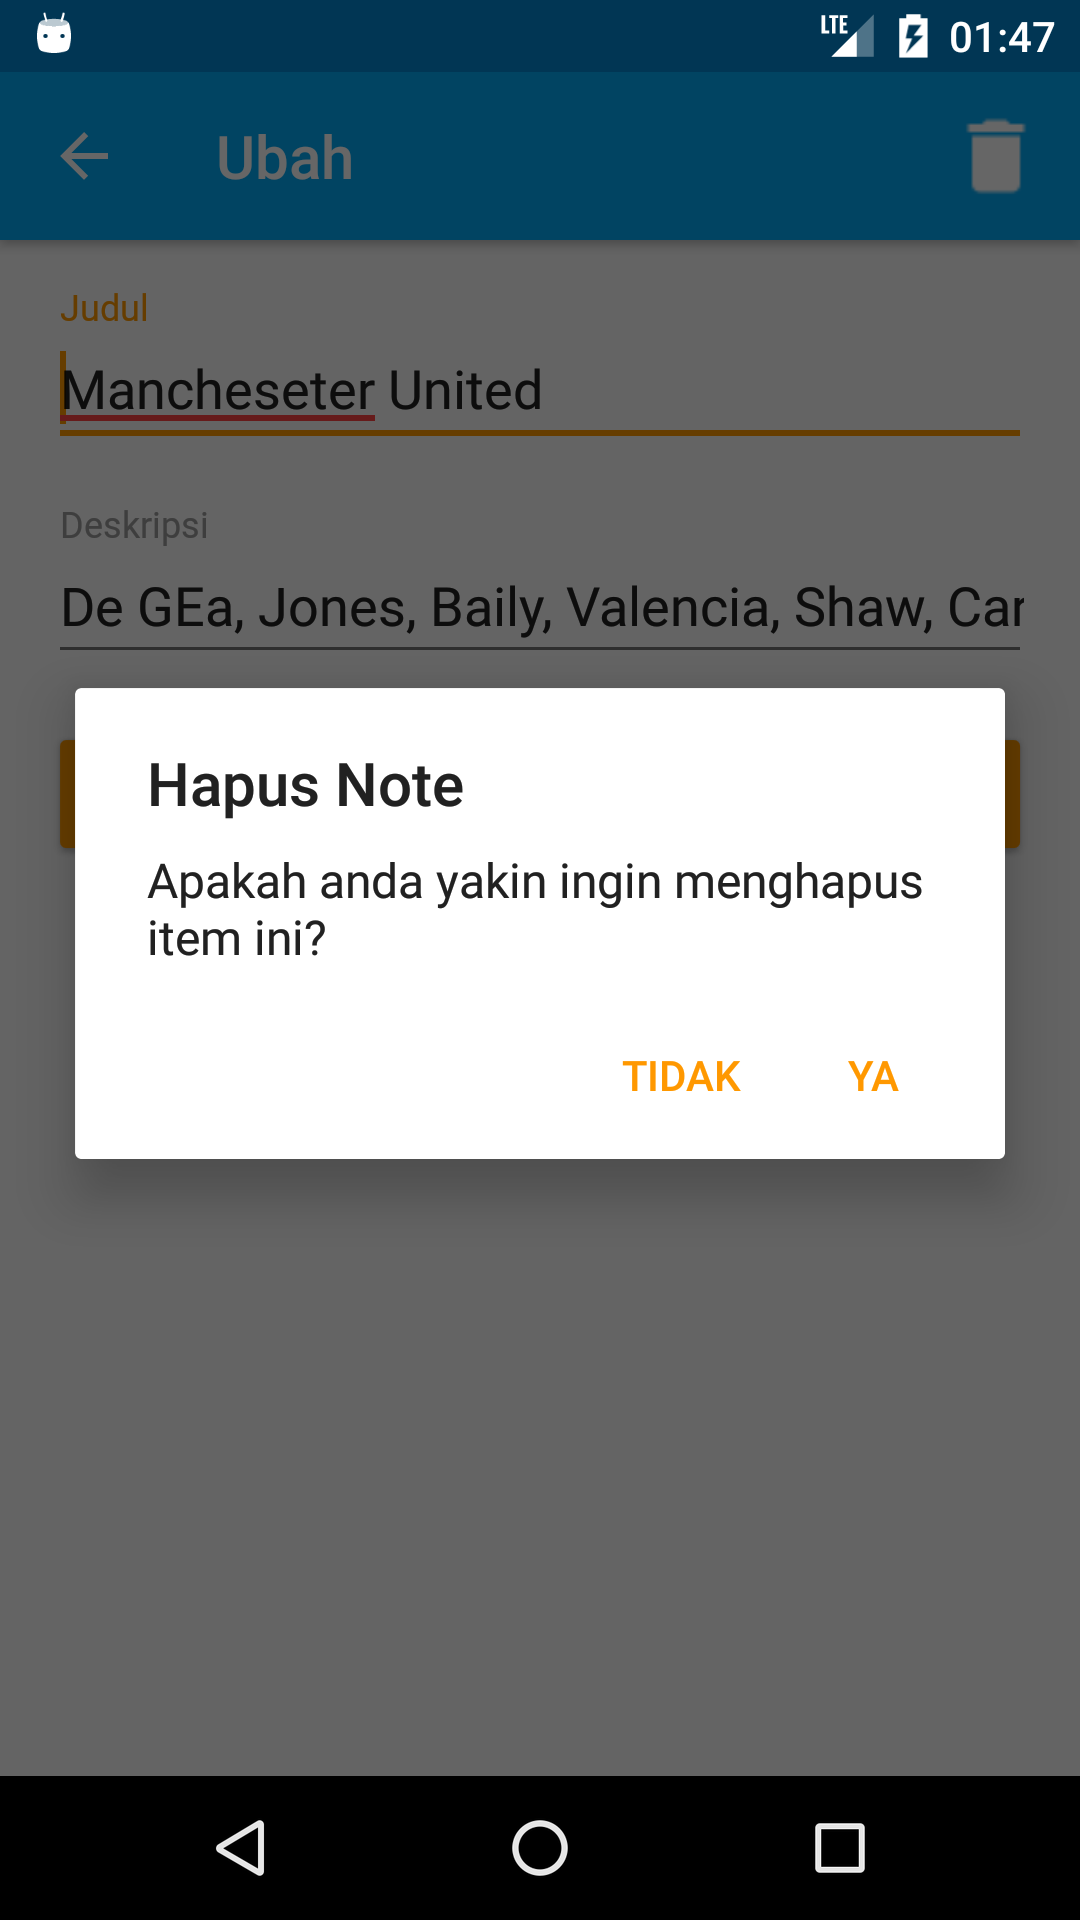 LTE 01:47
Ubah
Judul
Mancheseter United
Deskripsi
De GEa, Jones, Baily, Valencia, Shaw, Car
Hapus Note
Apakah anda yakin ingin menghapus
item ini?
TIDAK YA